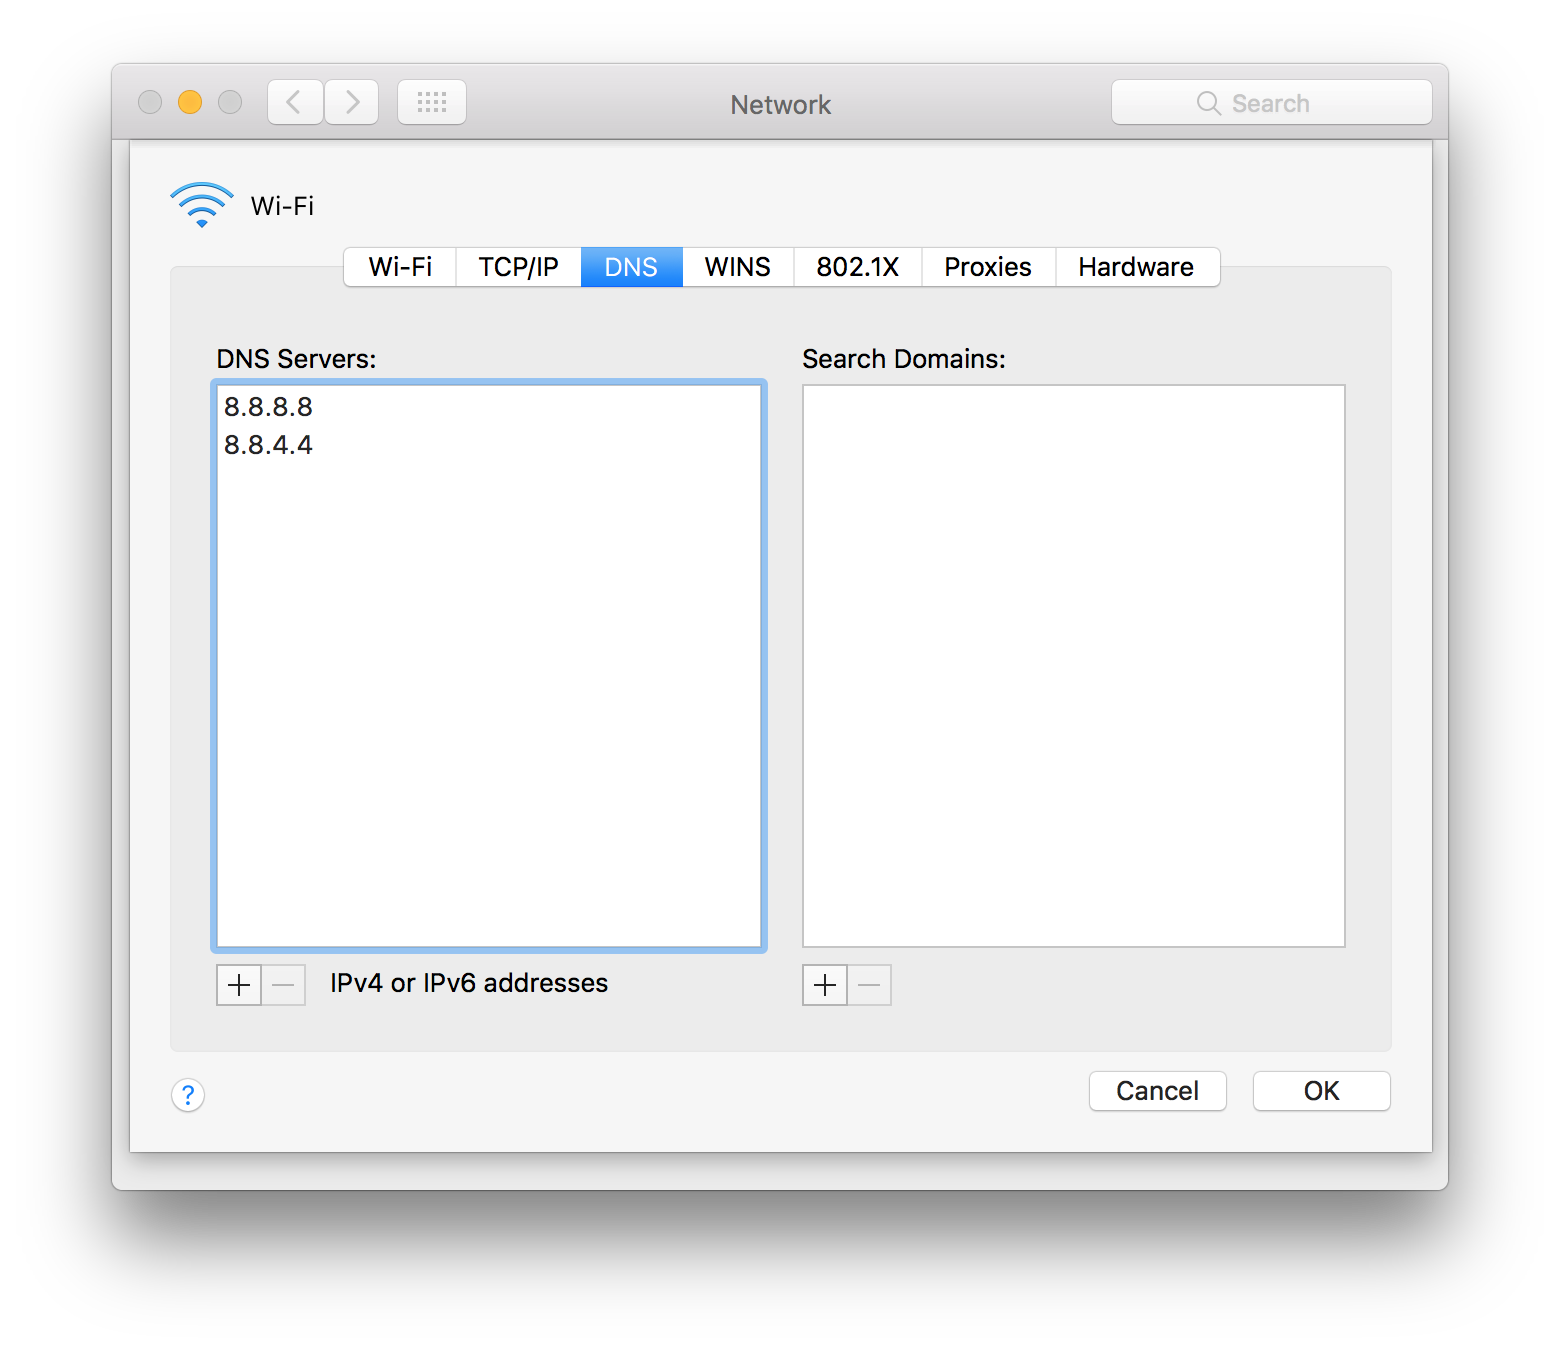 Network
Search
Wi-Fi
Wi-Fi TCP/IP DNS WINS 802.1X Proxies Hardware
DNS Servers:
8.8.8.8
8.8.4.4
IPv4 or IPv6 addresses
Search Domains:
?
Cancel OK